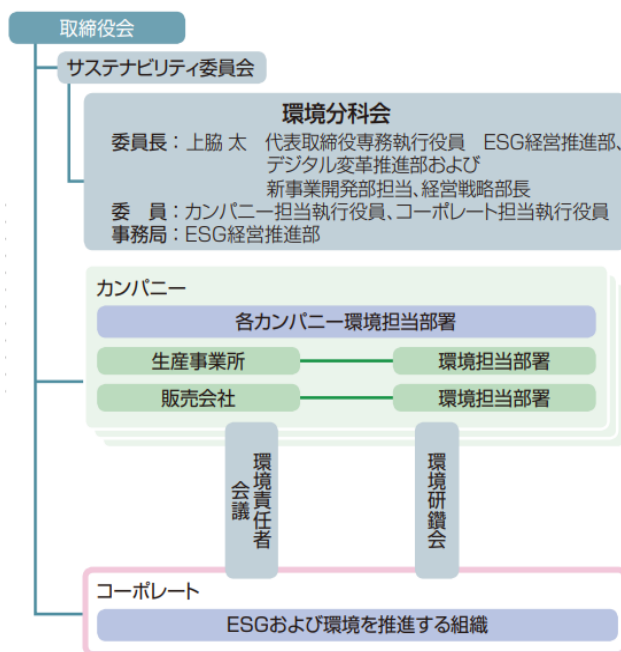 取締役会
サステナビリティ委員会
環境分科会
委員長：上脇 太　代表取締役専務執行役員　ESG経営推進部、
デジタル変革推進部および
新事業開発部担当、経営戦略部長
委　員：カンパニー担当執行役員、コーポレート担当執行役員
事務局：ESG経営推進部
カンパニー
各カンパニー環境担当部署
生産事業所　環境担当部署
販売会社　環境担当部署
環境責任者
会議
環境研鑽会
コーポレート
ESGおよび環境を推進する組織